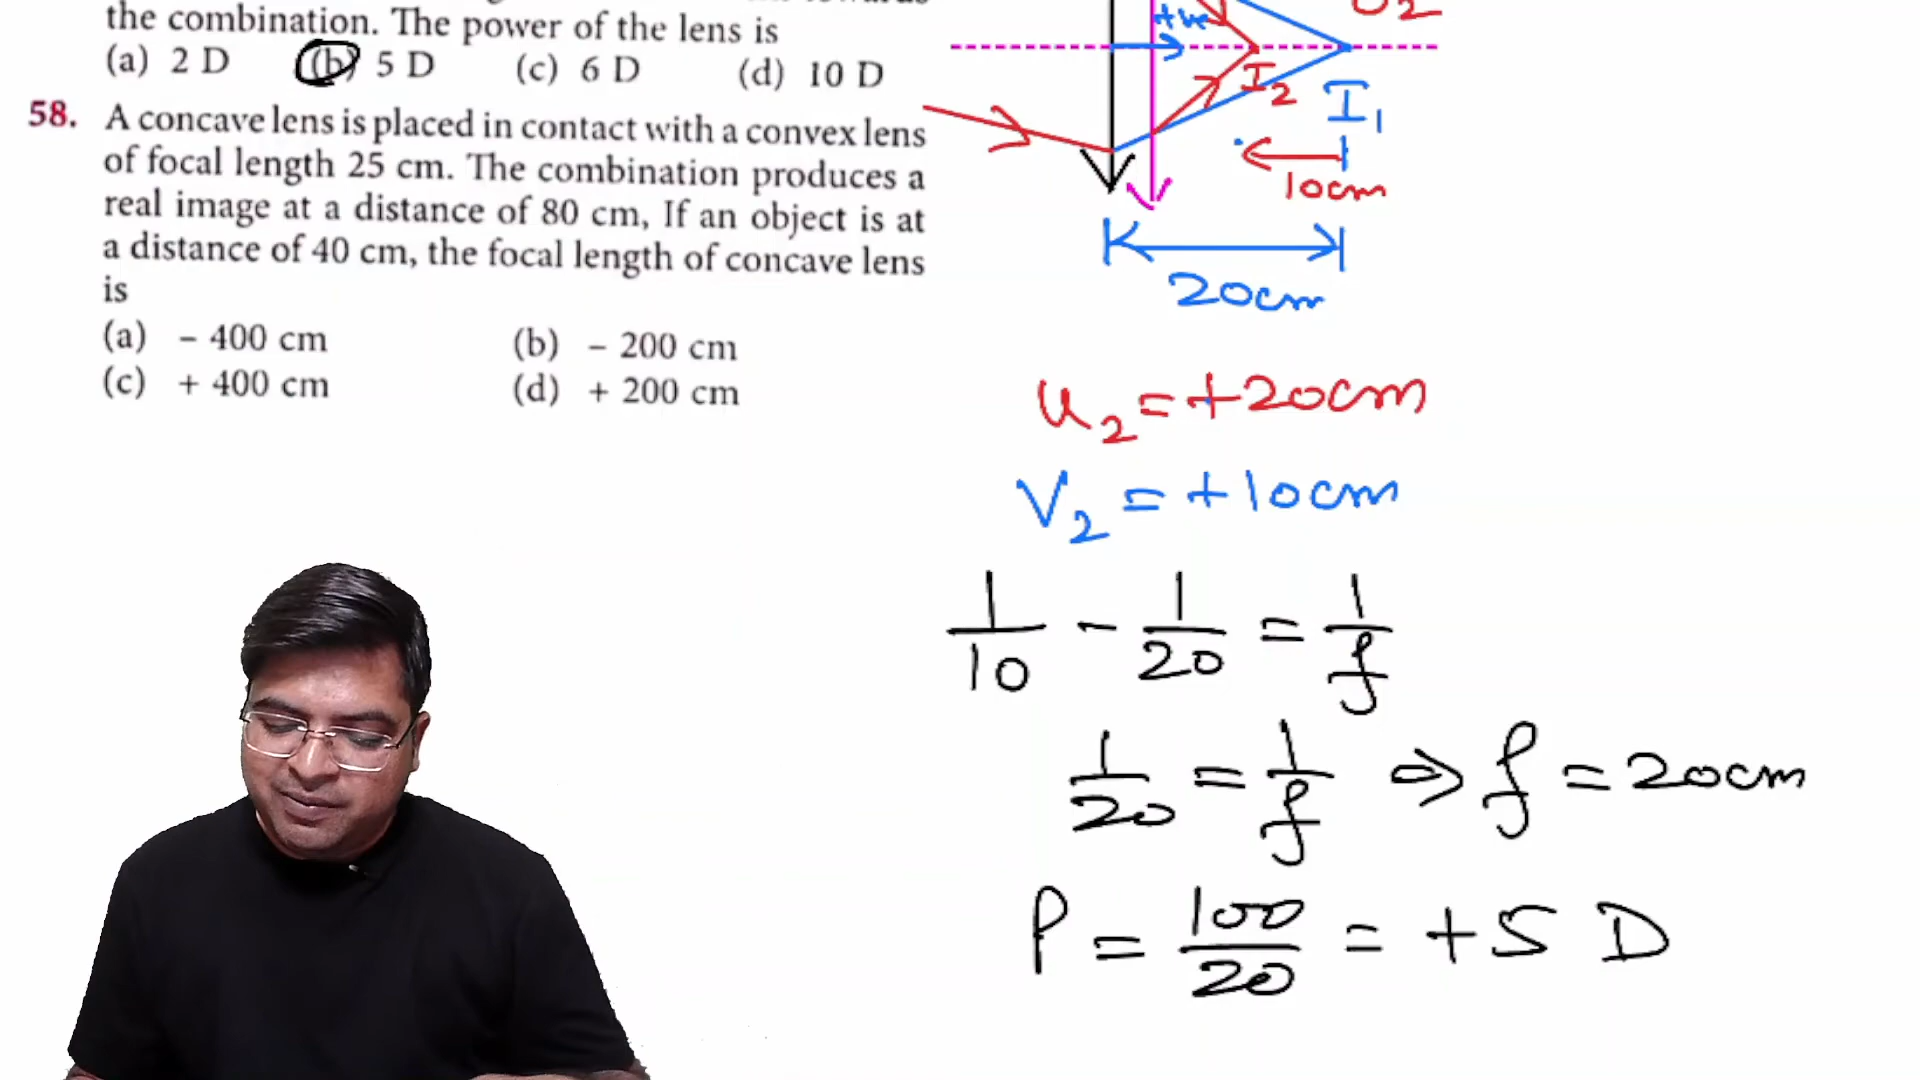 the combination. The power of the lens is
(a) 2 D (b) 5 D (c) 6 D (d) 10 D
58. A concave lens is placed in contact with a convex lens
of focal length 25 cm. The combination produces a
real image at a distance of 80 cm, If an object is at
a distance of 40 cm, the focal length of concave lens
is
(a) – 400 cm (b) – 200 cm
(c) + 400 cm (d) + 200 cm
+ve
I2
I1
10cm
20cm
u2 = +20cm
V2 = +10cm
1/10 - 1/20 = 1/f
1/20 = 1/f ⇒ f = 20cm
P = 100/20 = +5 D